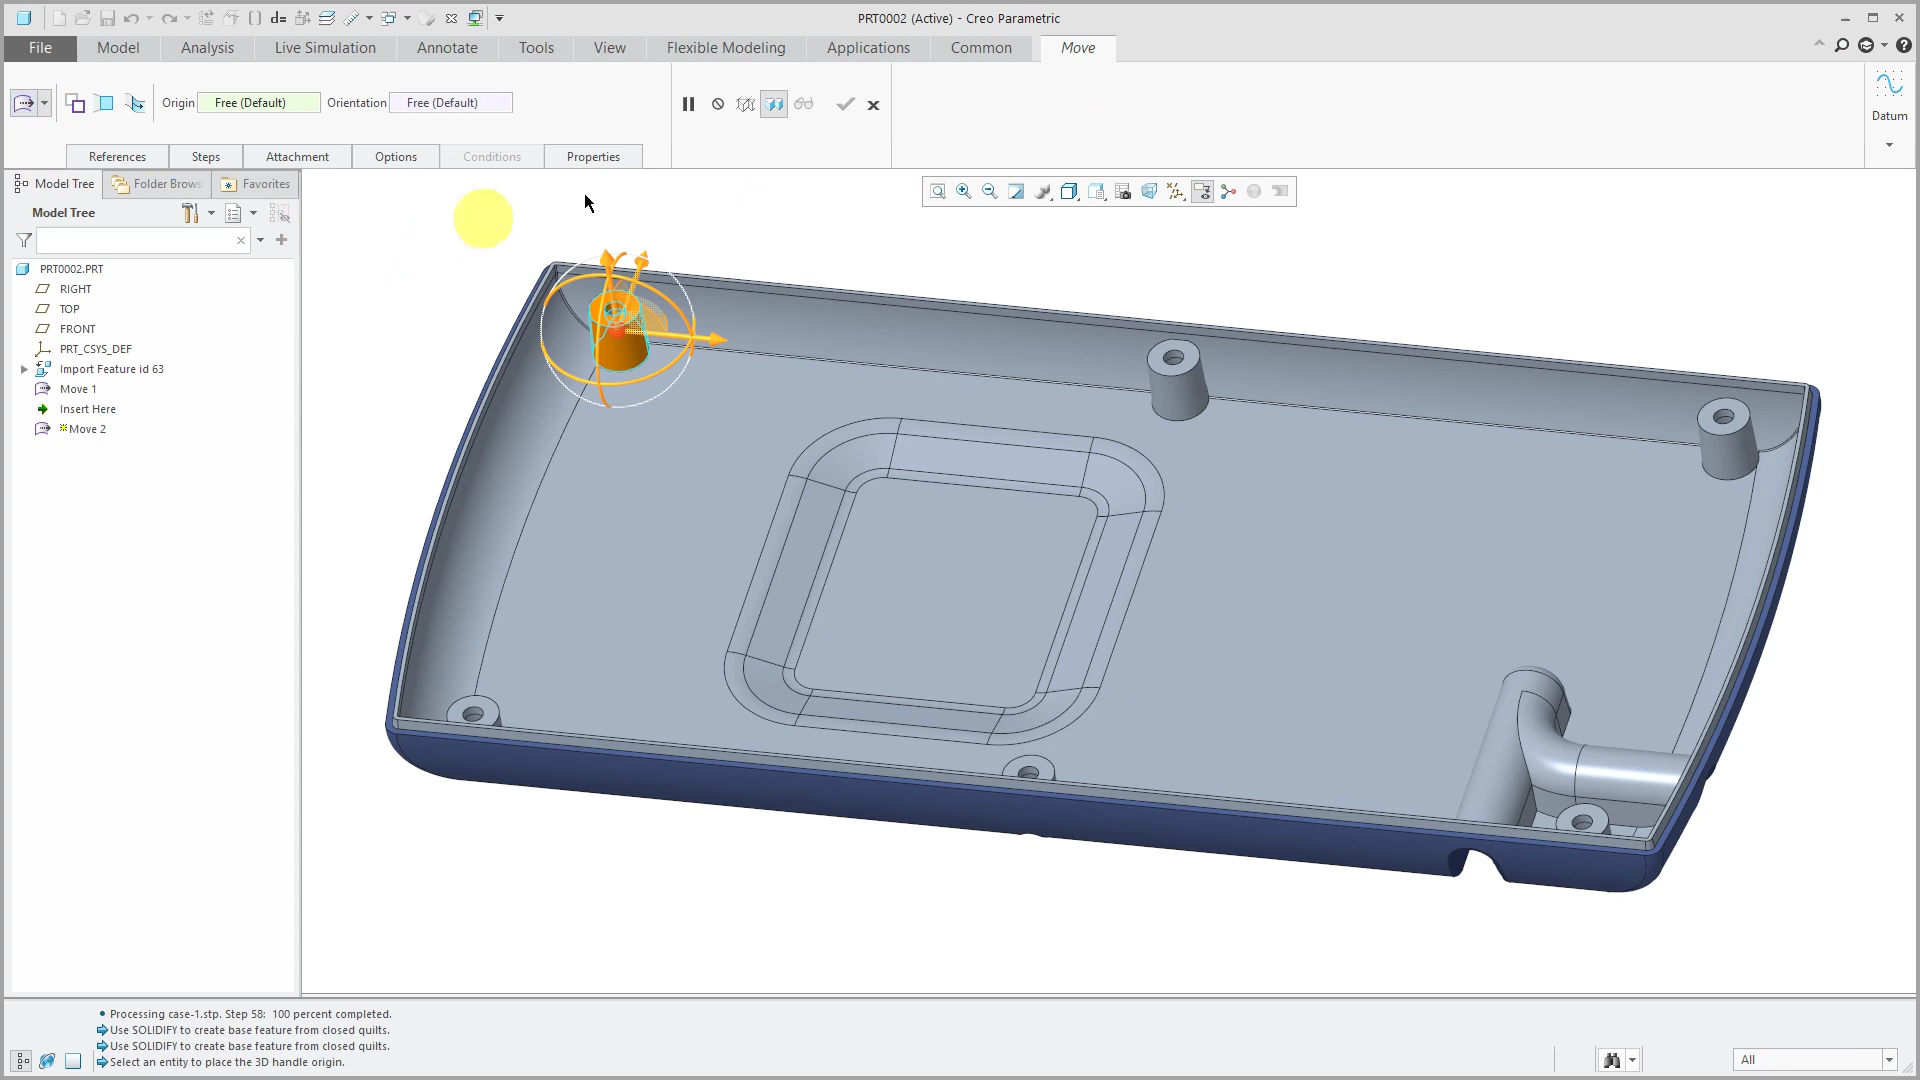 PRT0002 (Active) - Creo Parametric
File Model Analysis Live Simulation Annotate Tools View Flexible Modeling Applications Common Move
Origin Free (Default) Orientation Free (Default)
Datum
References Steps Attachment Options Conditions Properties
Model Tree Folder Brows Favorites
Model Tree
PRT0002.PRT
RIGHT
TOP
FRONT
PRT_CSYS_DEF
Import Feature id 63
Move 1
Insert Here
Move 2
Processing case-1.stp. Step 58: 100 percent completed.
Use SOLIDIFY to create base feature from closed quilts.
Use SOLIDIFY to create base feature from closed quilts.
Select an entity to place the 3D handle origin.
All